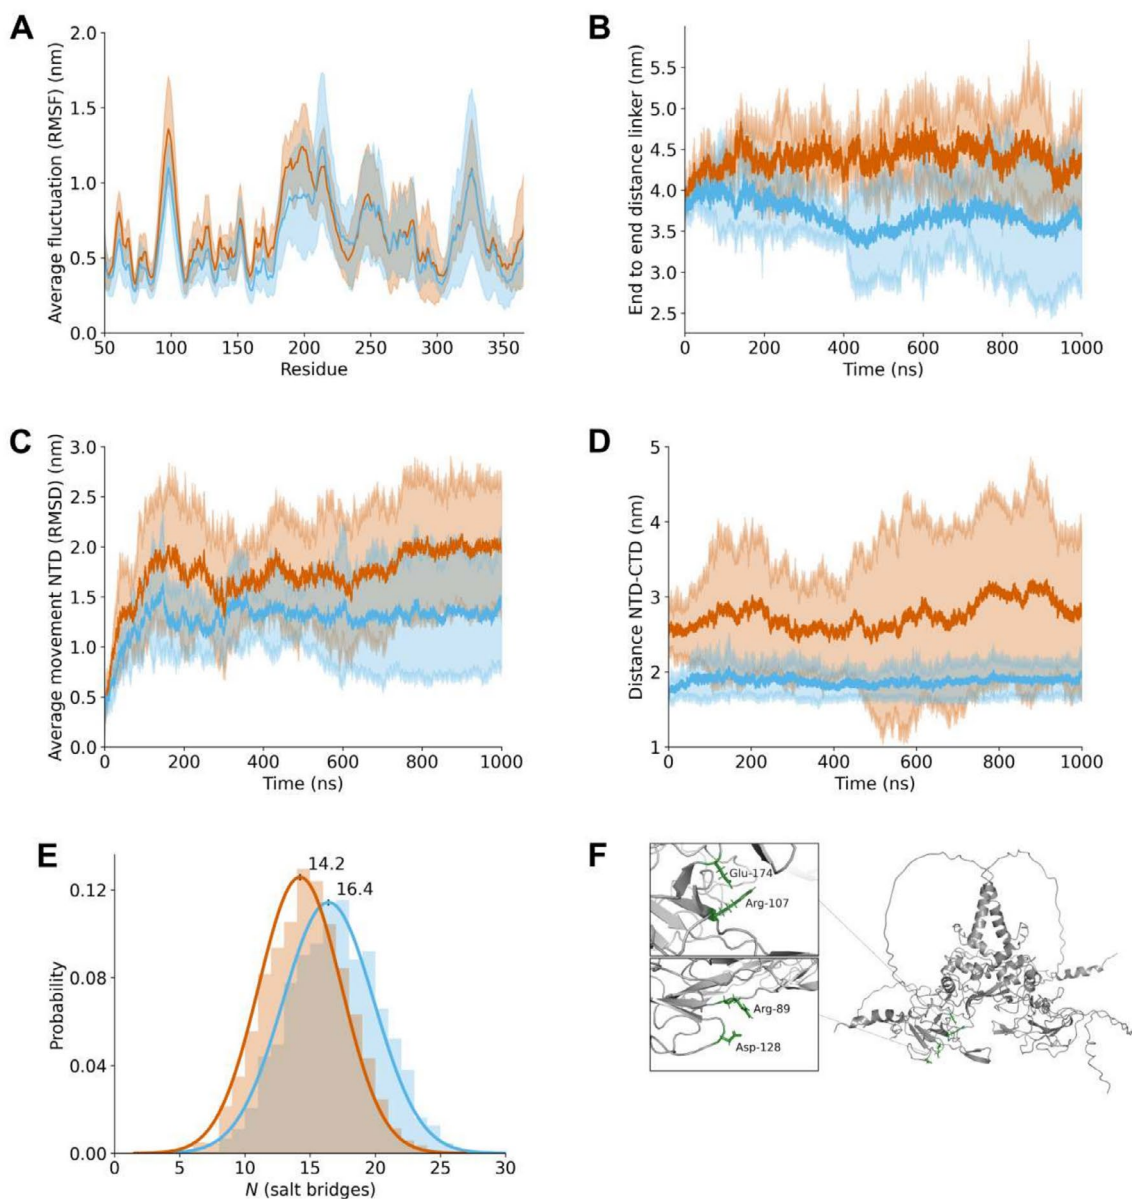 A
Average fluctuation (RMSF) (nm)
2.0
1.5
1.0
0.5
0.0
50 100 150 200 250 300 350
Residue
B
End to end distance linker (nm)
5.5
5.0
4.5
4.0
3.5
3.0
2.5
0 200 400 600 800 1000
Time (ns)
C
Average movement NTD (RMSD) (nm)
3.0
2.5
2.0
1.5
1.0
0.5
0.0
0 200 400 600 800 1000
Time (ns)
D
Distance NTD-CTD (nm)
5
4
3
2
1
0 200 400 600 800 1000
Time (ns)
E
Probability
0.12
0.08
0.04
0.00
14.2
16.4
0 5 10 15 20 25 30
N (salt bridges)
F
Glu-174
Arg-107
Arg-89
Asp-128